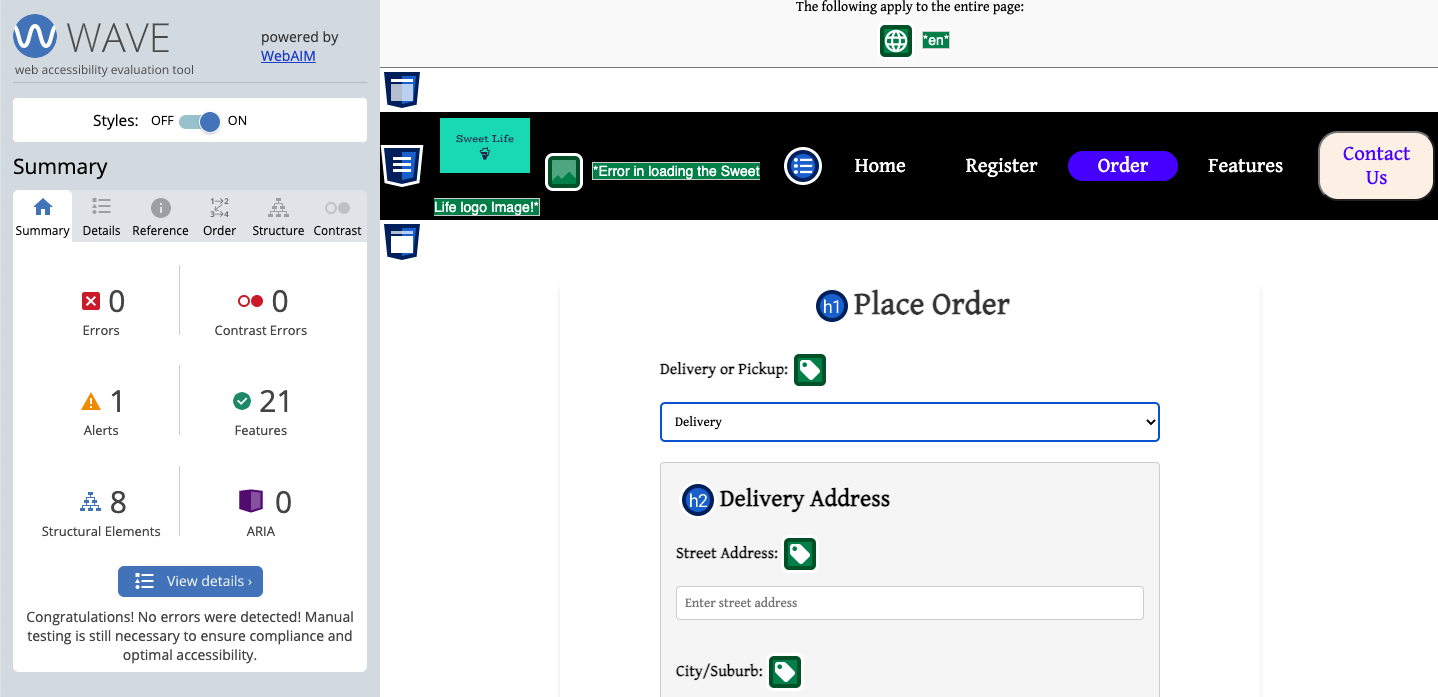 WAVE
powered by
WebAIM
web accessibility evaluation tool
Styles: OFF ON
Summary
Summary Details Reference Order Structure Contrast
0 0
Errors Contrast Errors
1 21
Alerts Features
8 0
Structural Elements ARIA
View details ›
Congratulations! No errors were detected! Manual
testing is still necessary to ensure compliance and
optimal accessibility.
The following apply to the entire page:
*en*
Sweet Life
*Error in loading the Sweet
Life logo Image!*
Home Register Order Features Contact
Us
h1 Place Order
Delivery or Pickup:
Delivery
h2 Delivery Address
Street Address:
Enter street address
City/Suburb: